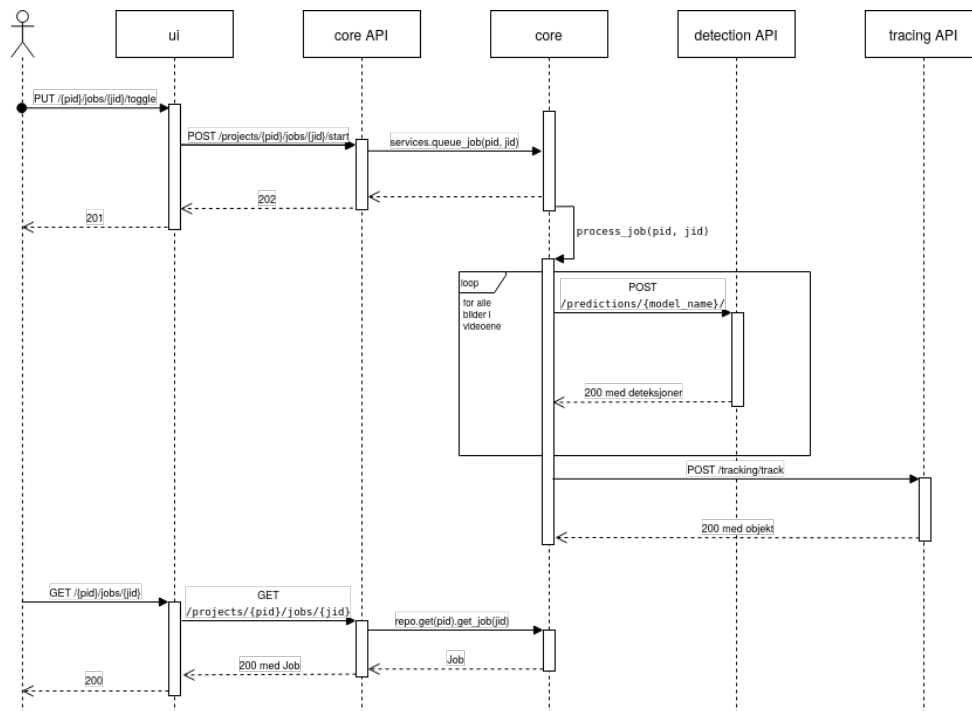 ui
core API
core
detection API
tracing API
PUT /{pid}/jobs/{jid}/toggle
POST /projects/{pid}/jobs/{jid}/start
services.queue_job(pid, jid)
202
201
process_job(pid, jid)
loop
for alle
bilder i
videoene
POST
/predictions/{model_name}/
200 med deteksjoner
POST /tracking/track
200 med objekt
GET /{pid}/jobs/{jid}
GET
/projects/{pid}/jobs/{jid}
repo.get(pid).get_job(jid)
Job
200 med Job
200